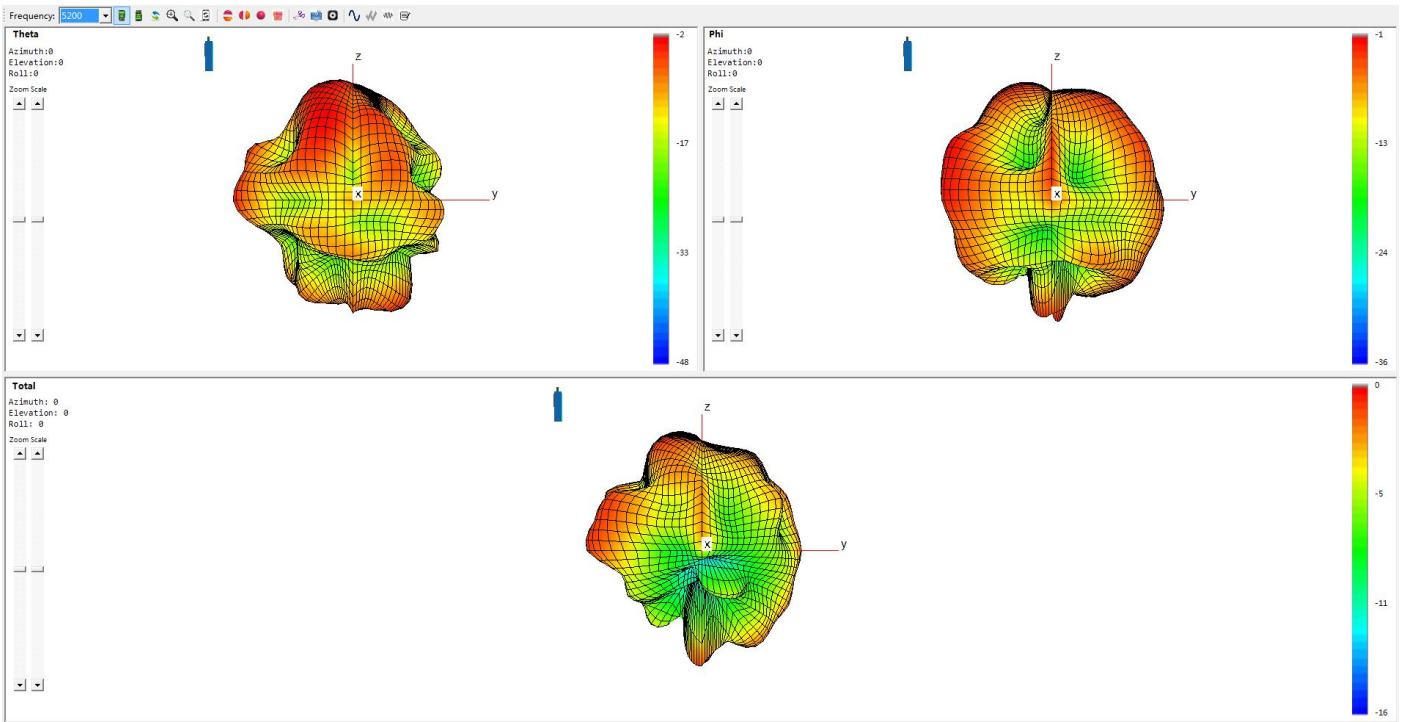 Frequency: 5200
Theta
Azimuth:0
Elevation:0
Roll:0
Zoom Scale
z
x
y
-2
-17
-33
-48
Phi
Azimuth:0
Elevation:0
Roll:0
Zoom Scale
z
x
y
-1
-13
-24
-36
Total
Azimuth: 0
Elevation: 0
Roll: 0
Zoom Scale
z
x
y
0
-5
-11
-16